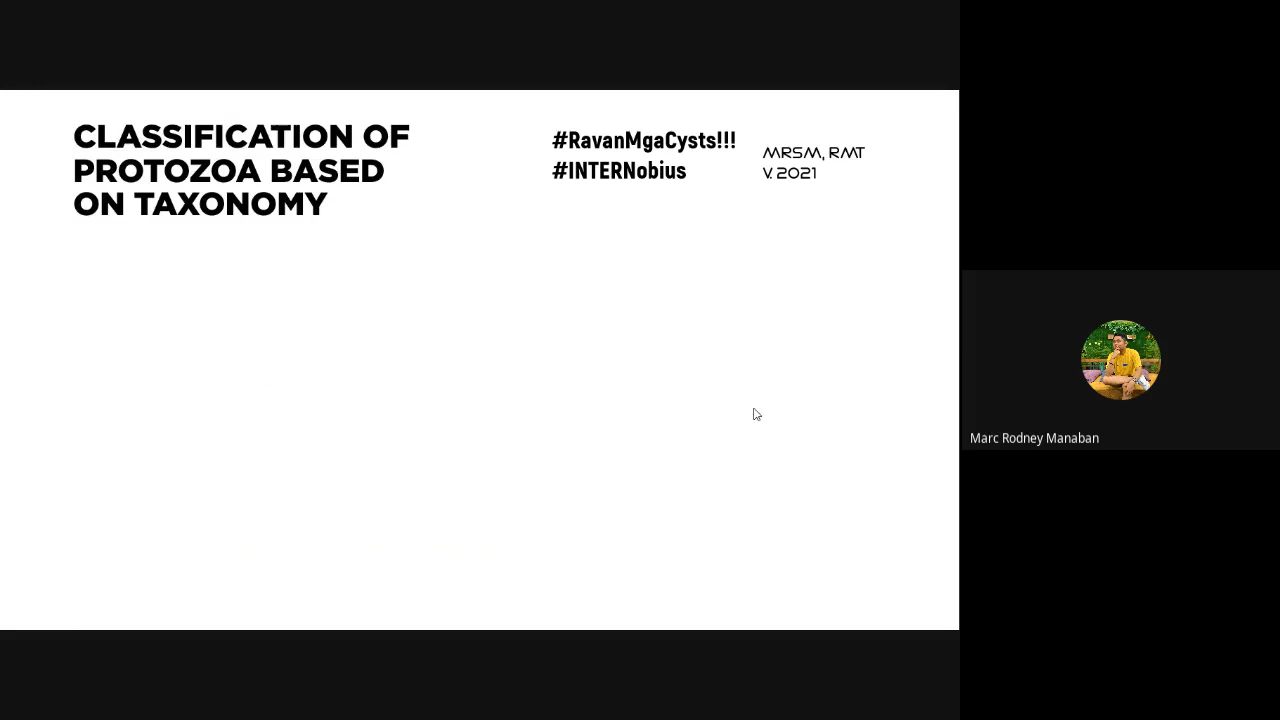 CLASSIFICATION OF
PROTOZOA BASED
ON TAXONOMY
#RavanMgaCysts!!!
#INTERNobius
MRSM, RMT
V. 2021
Marc Rodney Manaban